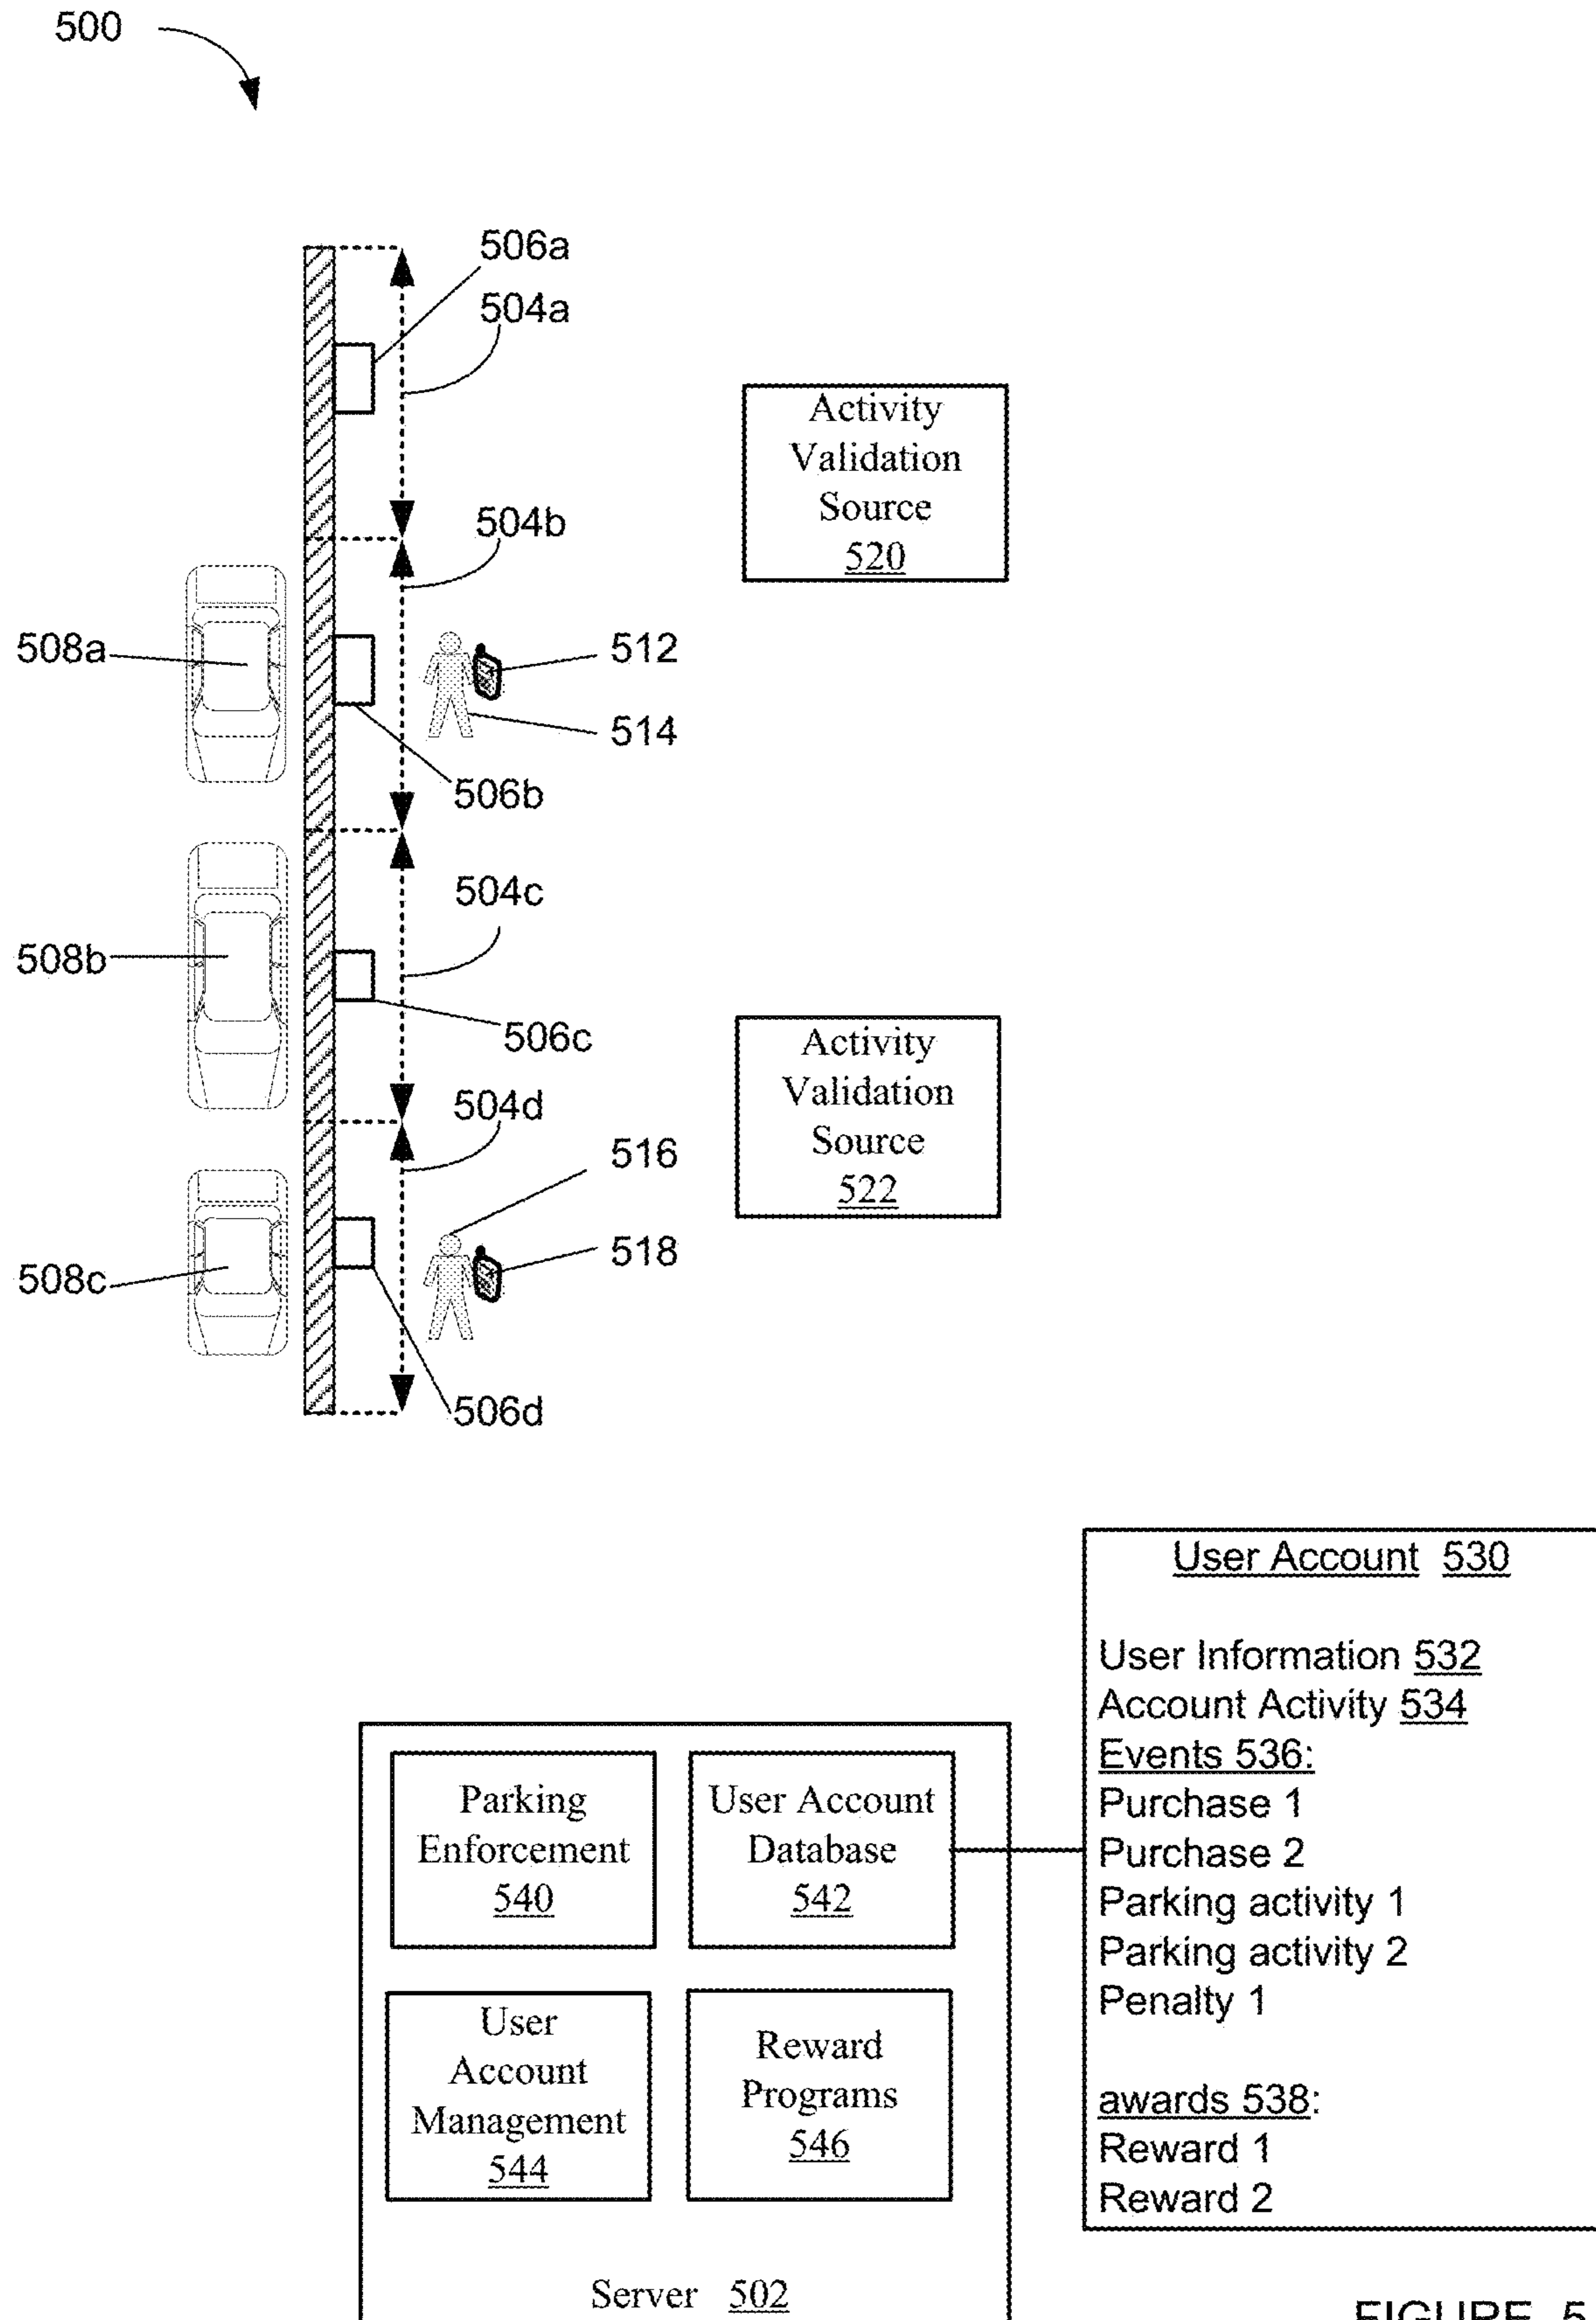 500
506a
504a
Activity
Validation
Source
520
504b
508a
512
514
506b
504c
508b
506c
Activity
Validation
Source
522
504d
516
518
508c
506d
User Account 530
User Information 532
Account Activity 534
Events 536:
Purchase 1
Purchase 2
Parking activity 1
Parking activity 2
Penalty 1
awards 538:
Reward 1
Reward 2
Parking
Enforcement
540
User Account
Database
542
User
Account
Management
544
Reward
Programs
546
Server 502
FIGURE 5